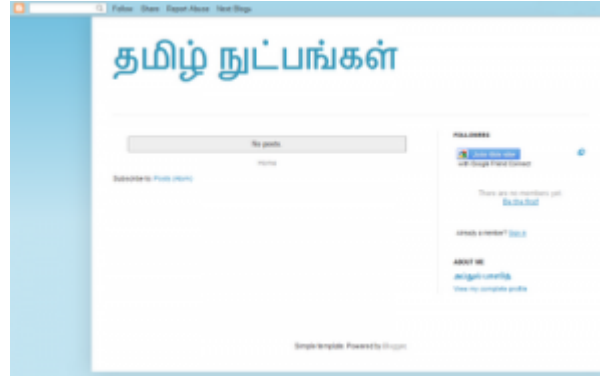 Follow Share Report Abuse Next Blog»
தமிழ் நுட்பங்கள்
No posts.
Home
Subscribe to: Posts (Atom)
FOLLOWERS
Join this site
with Google Friend Connect
There are no members yet.
Be the first!
Already a member? Sign in
ABOUT ME
அப்துல் பாஸித்
View my complete profile
Simple template. Powered by Blogger.